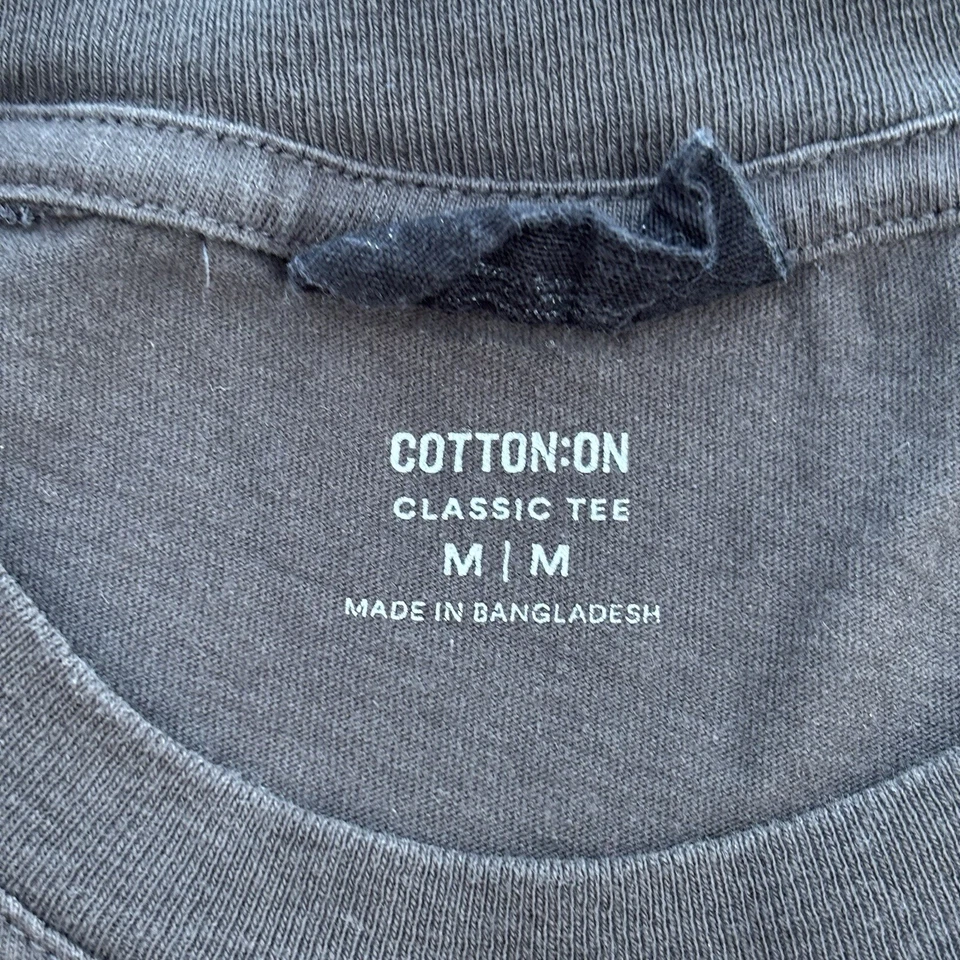 COTTON:ON
CLASSIC TEE
M | M
MADE IN BANGLADESH